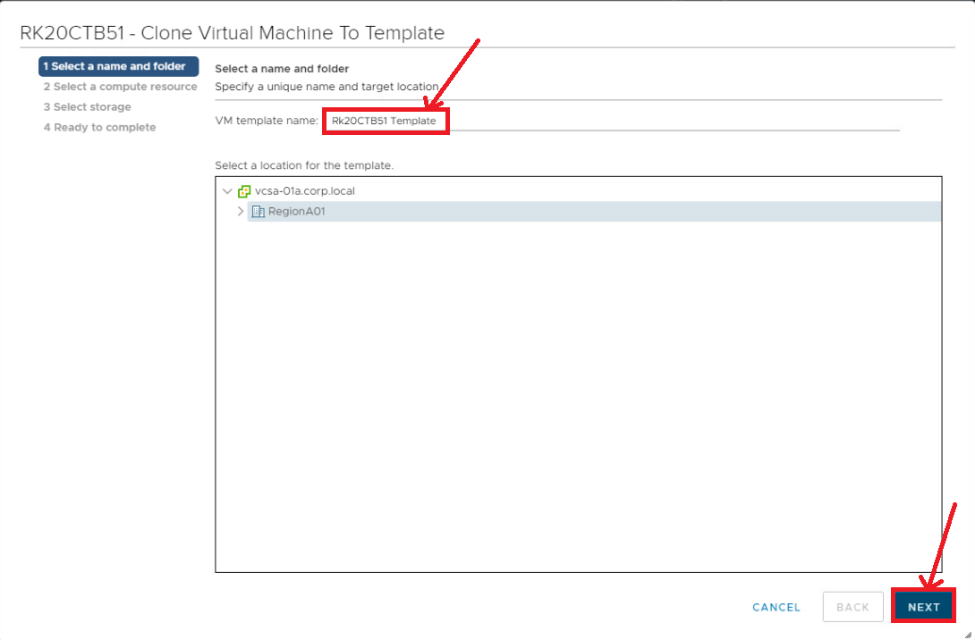 RK20CTB51 - Clone Virtual Machine To Template
1 Select a name and folder
2 Select a compute resource
3 Select storage
4 Ready to complete
Select a name and folder
Specify a unique name and target location
VM template name: Rk20CTB51 Template
Select a location for the template.
vcsa-01a.corp.local
RegionA01
CANCEL BACK NEXT